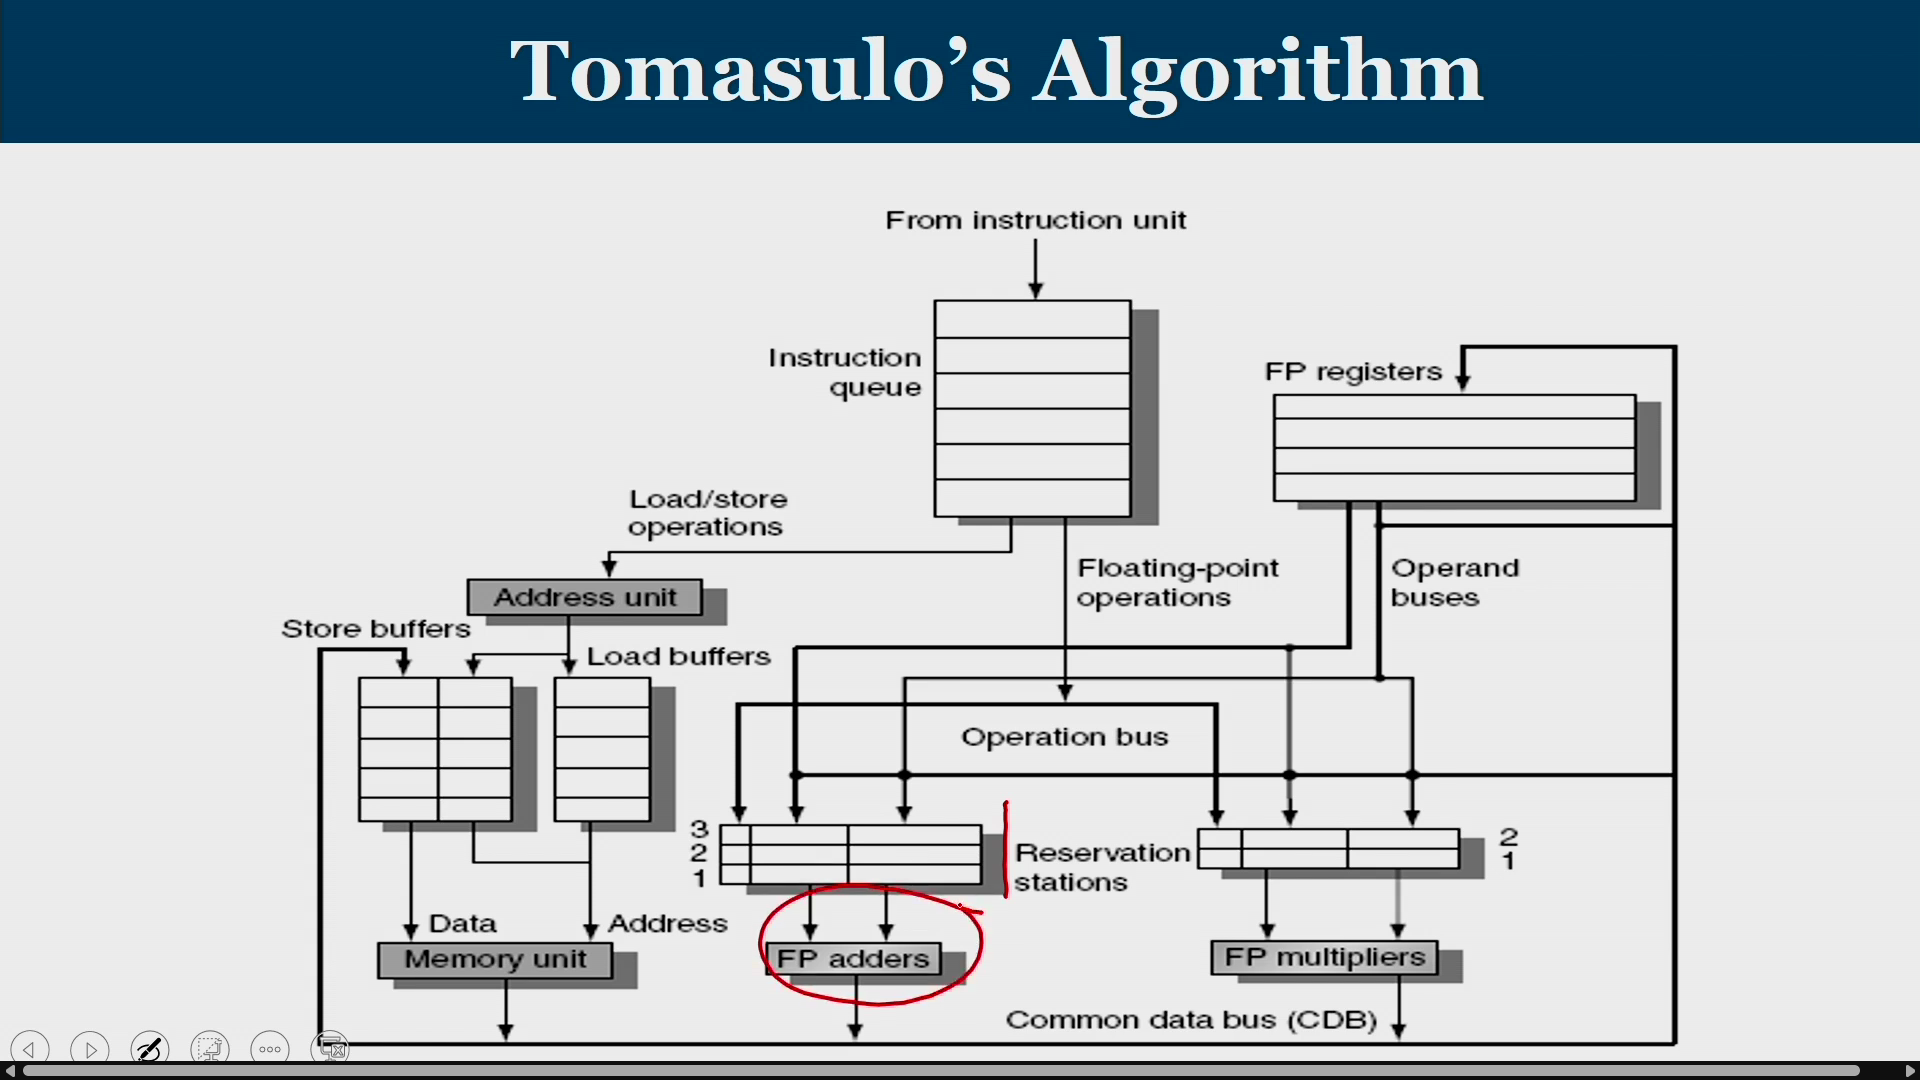 Tomasulo's Algorithm
From instruction unit
Instruction
queue
FP registers
Load/store
operations
Floating-point
operations
Operand
buses
Address unit
Store buffers
Load buffers
Operation bus
3
2
1
Reservation
stations
2
1
Data
Address
Memory unit
FP adders
FP multipliers
Common data bus (CDB)